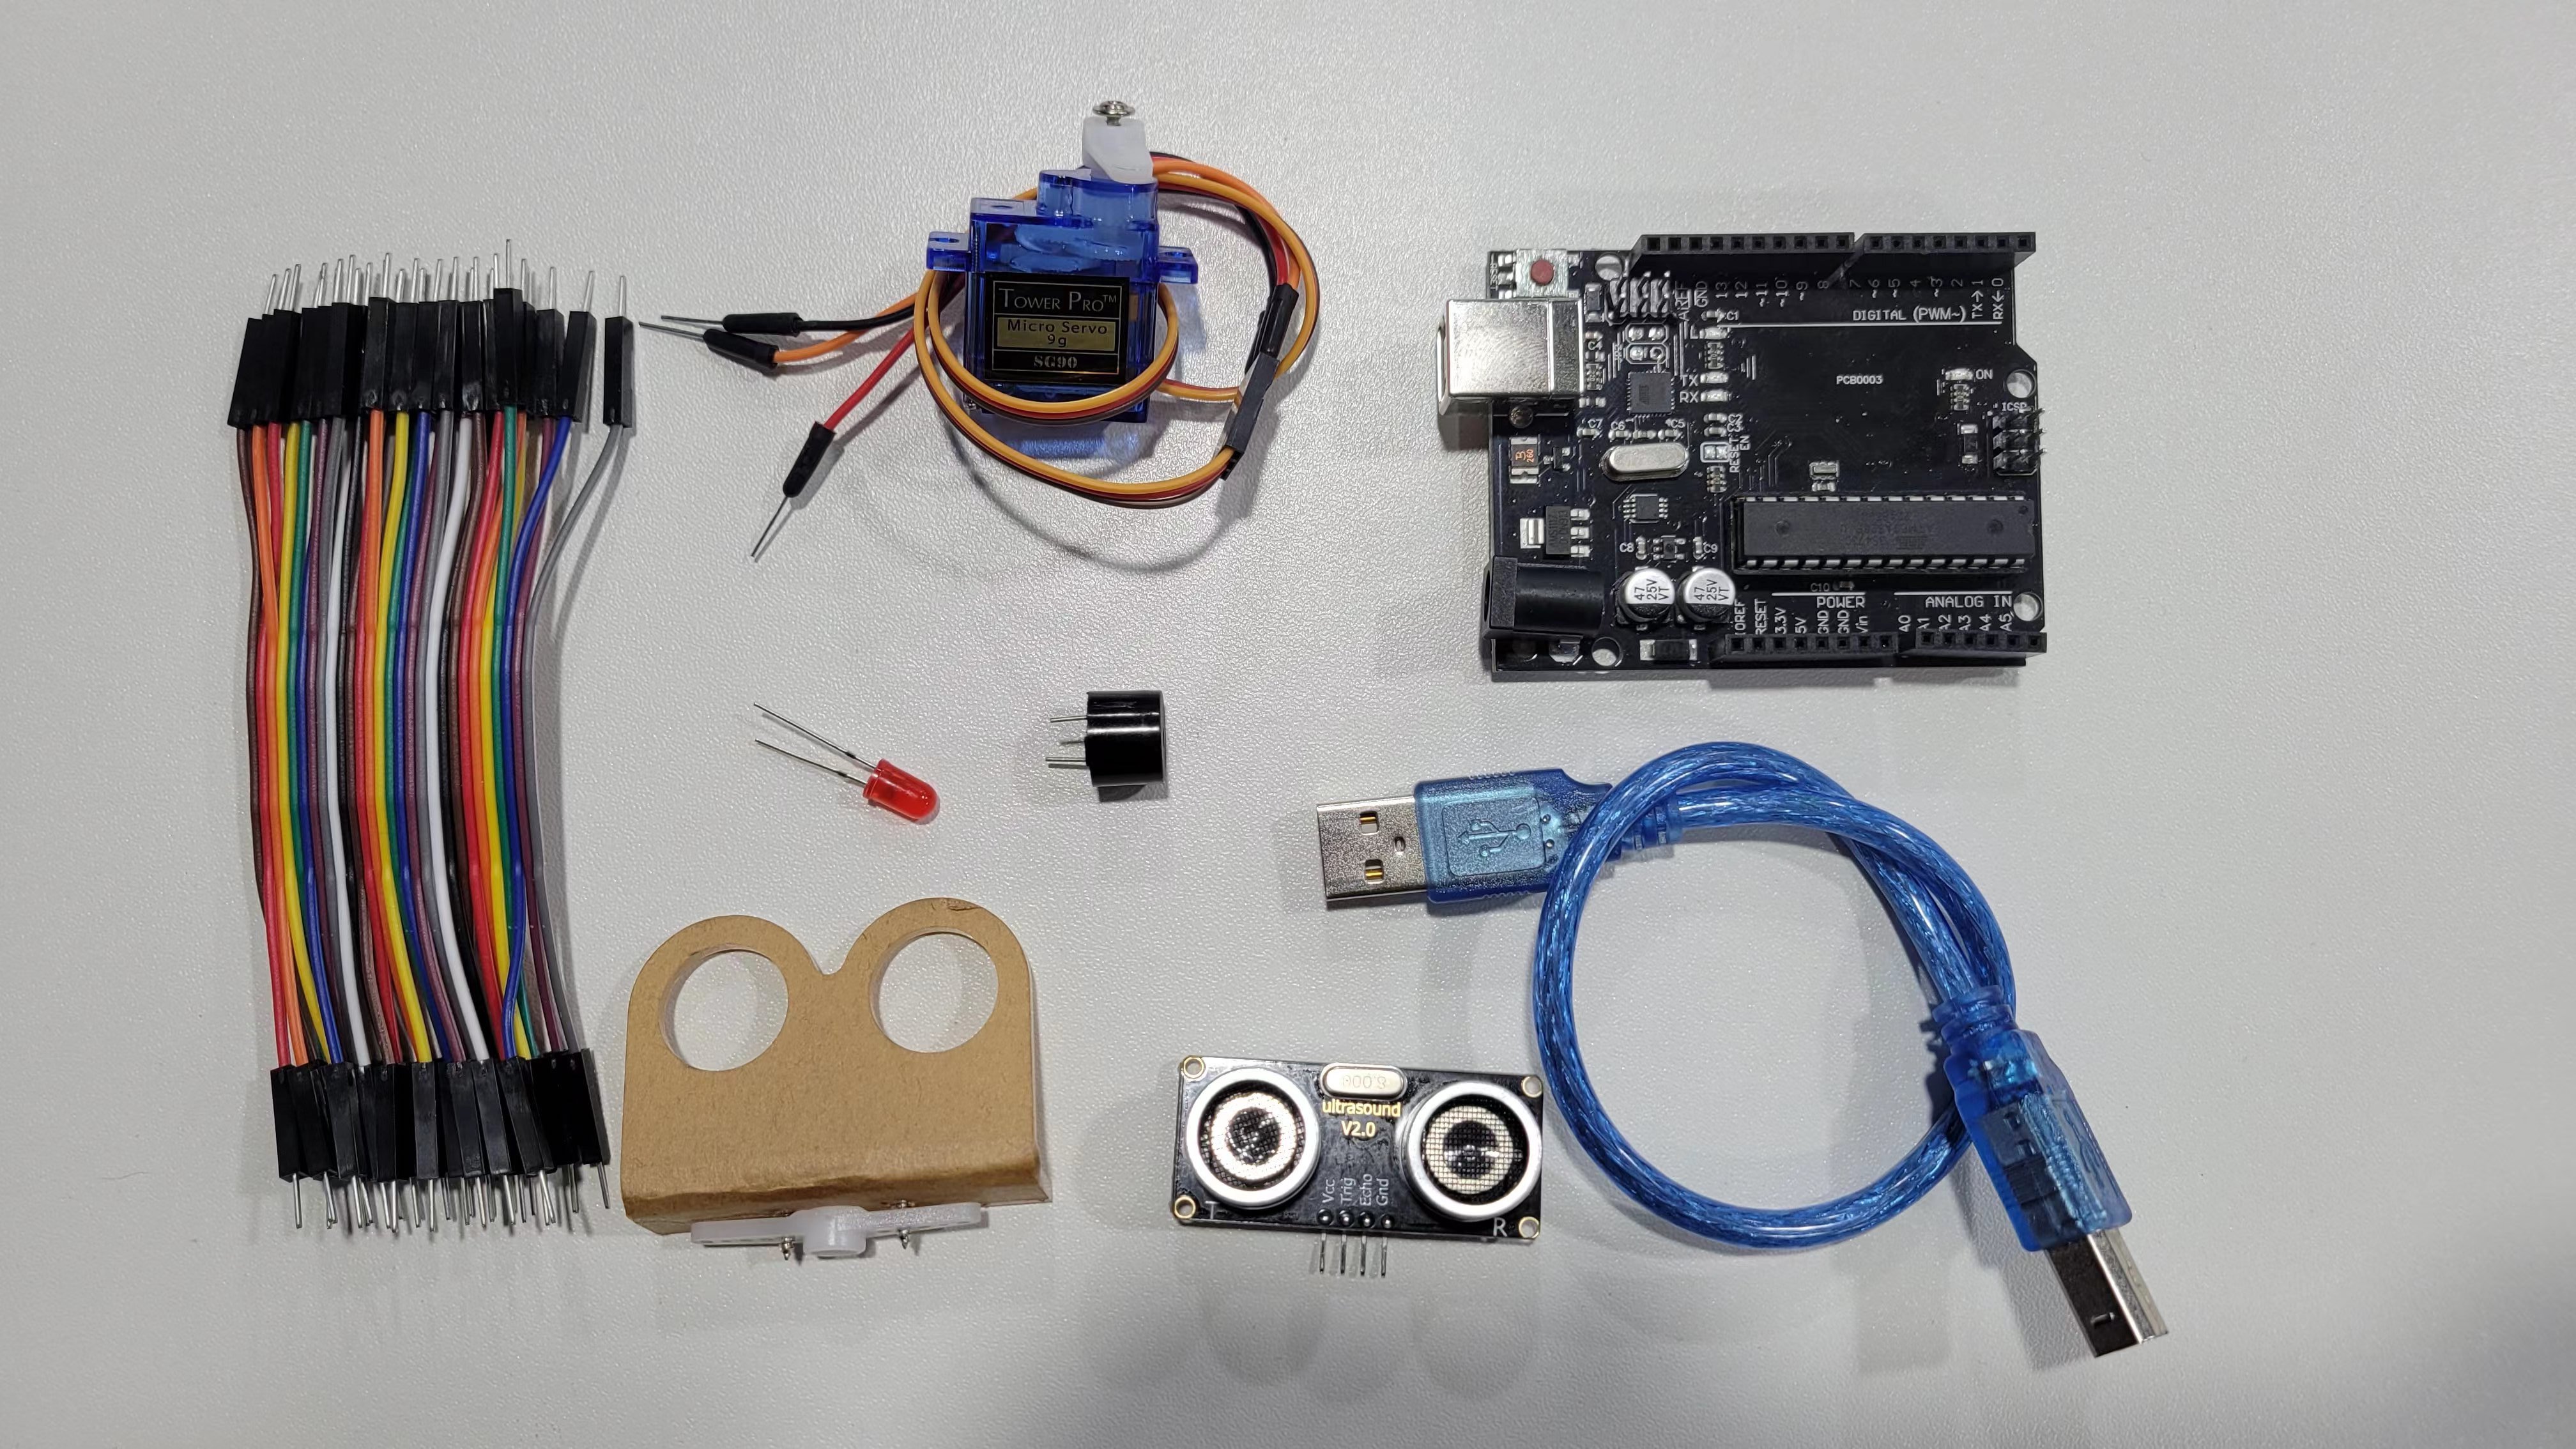 TOWER PRO™
Micro Servo
9g
SG90
AREF
GND
13
12
~11
~10
~9
8
7
~6
~5
4
~3
2
TX→1
RX←0
DIGITAL (PWM~)
C1
L
TX
RX
PCB0003
ON
ICSP
C7
C6
C5
RESET
EN
B
260
C8
C9
47
25V
VT
47
25V
VT
C10
POWER
ANALOG IN
IOREF
RESET
3.3V
5V
GND
GND
Vin
A0
A1
A2
A3
A4
A5
ultrasound
V2.0
Vcc
Trig
Echo
Gnd
T
R